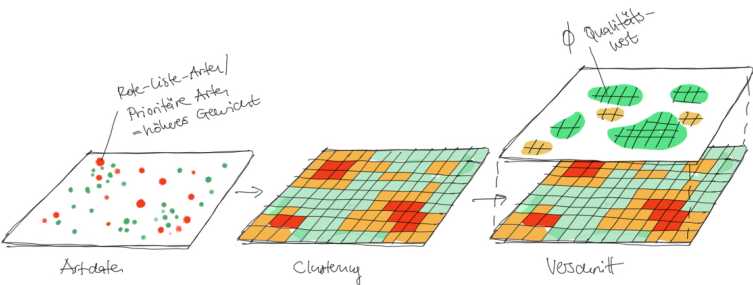 Rote-Liste-Arten/
Prioritäre Arten
= höheres Gewicht
Ø Qualitäts-
wert
Artdaten
Clustering
Verschnitt